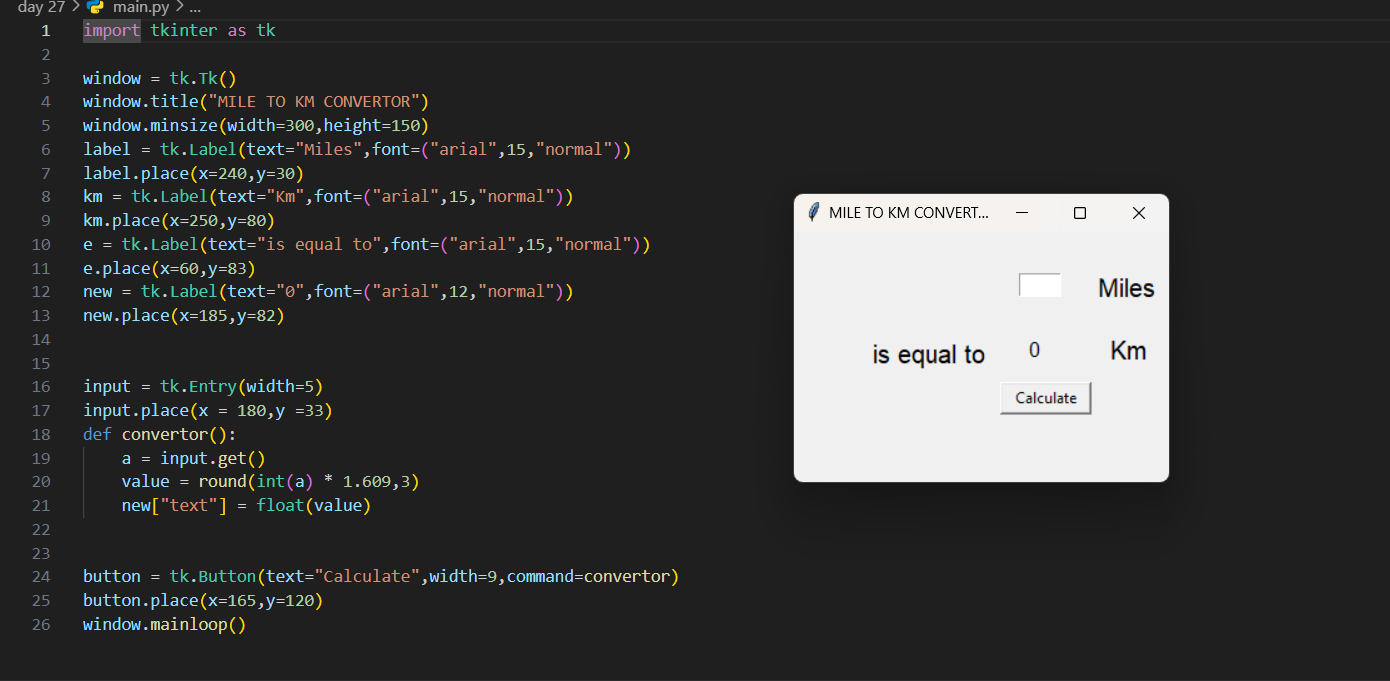 day 27 > main.py > ...
1 import tkinter as tk
2
3 window = tk.Tk()
4 window.title("MILE TO KM CONVERTOR")
5 window.minsize(width=300,height=150)
6 label = tk.Label(text="Miles",font=("arial",15,"normal"))
7 label.place(x=240,y=30)
8 km = tk.Label(text="Km",font=("arial",15,"normal"))
9 km.place(x=250,y=80)
10 e = tk.Label(text="is equal to",font=("arial",15,"normal"))
11 e.place(x=60,y=83)
12 new = tk.Label(text="0",font=("arial",12,"normal"))
13 new.place(x=185,y=82)
14
15
16 input = tk.Entry(width=5)
17 input.place(x = 180,y =33)
18 def convertor():
19     a = input.get()
20     value = round(int(a) * 1.609,3)
21     new["text"] = float(value)
22
23
24 button = tk.Button(text="Calculate",width=9,command=convertor)
25 button.place(x=165,y=120)
26 window.mainloop()
MILE TO KM CONVERT...
Miles
is equal to 0 Km
Calculate